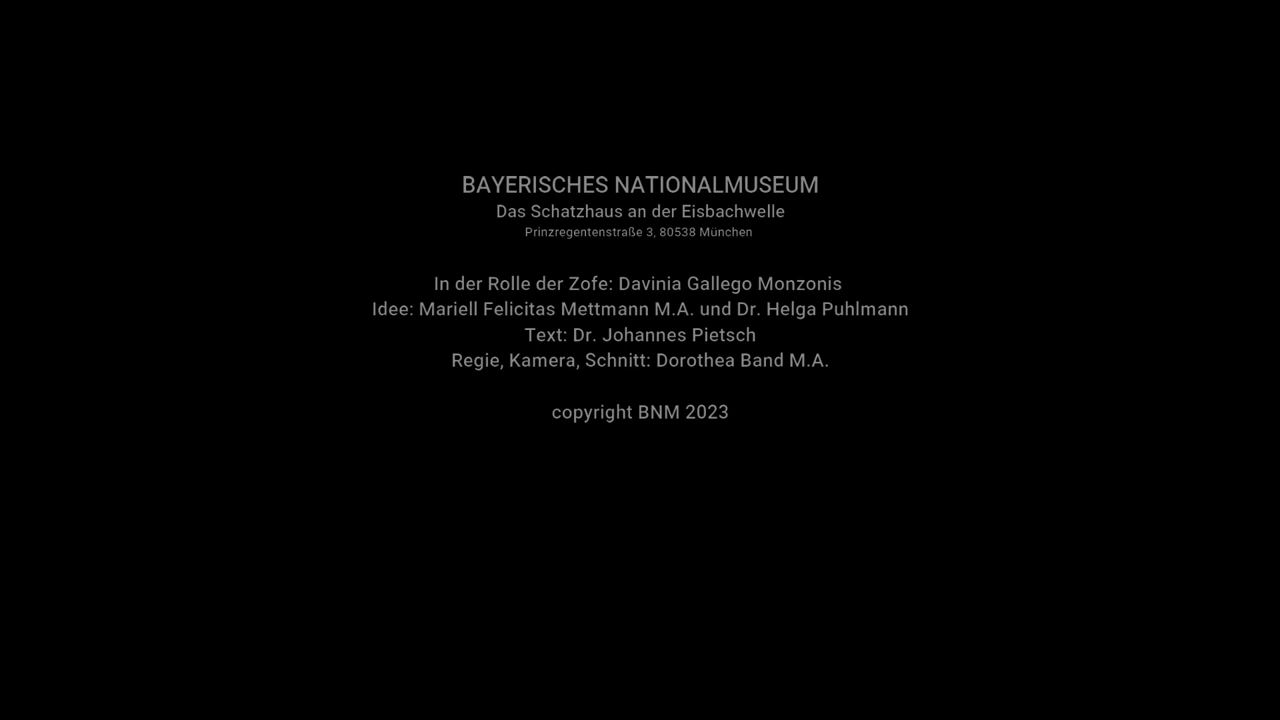 BAYERISCHES NATIONALMUSEUM
Das Schatzhaus an der Eisbachwelle
Prinzregentenstraße 3, 80538 München
In der Rolle der Zofe: Davinia Gallego Monzonis
Idee: Mariell Felicitas Mettmann M.A. und Dr. Helga Puhlmann
Text: Dr. Johannes Pietsch
Regie, Kamera, Schnitt: Dorothea Band M.A.
copyright BNM 2023